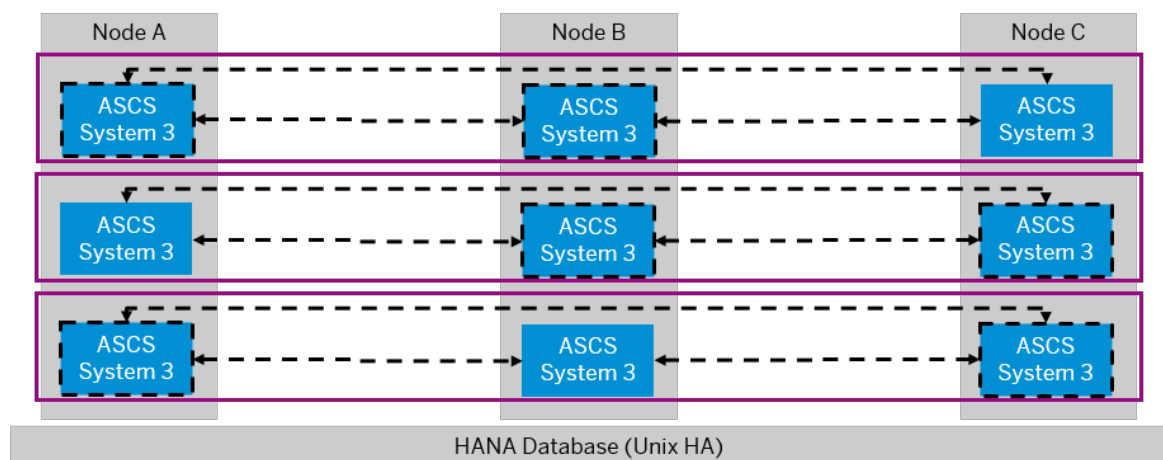 Node A
Node B
Node C
ASCS
System 3
ASCS
System 3
ASCS
System 3
ASCS
System 3
ASCS
System 3
ASCS
System 3
ASCS
System 3
ASCS
System 3
ASCS
System 3
HANA Database (Unix HA)